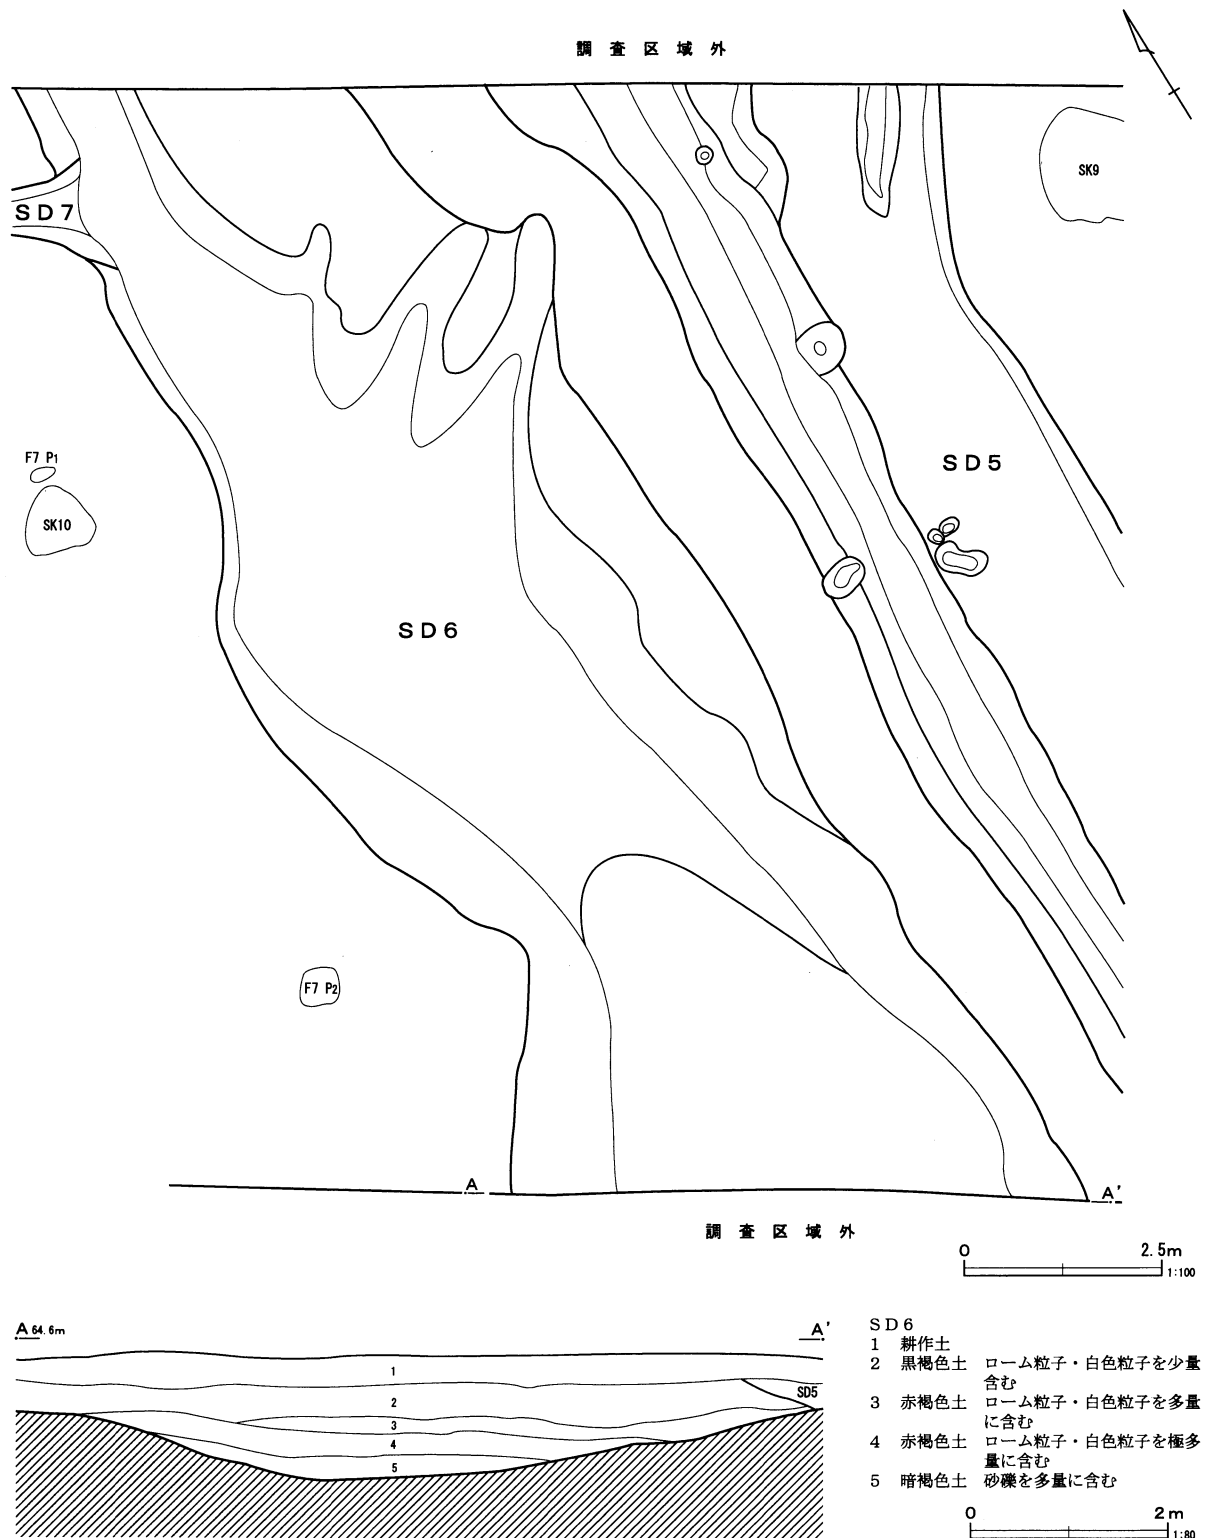 調査区域外
SK9
SD7
SD5
F7 P1
SK10
SD6
F7 P2
A
A'
調査区域外
0 2.5m
1:100
A 64.6m
A'
1
2
SD5
3
4
5
SD6
1 耕作土
2 黒褐色土 ローム粒子・白色粒子を少量
含む
3 赤褐色土 ローム粒子・白色粒子を多量
に含む
4 赤褐色土 ローム粒子・白色粒子を極多
量に含む
5 暗褐色土 砂礫を多量に含む
0 2m
1:80